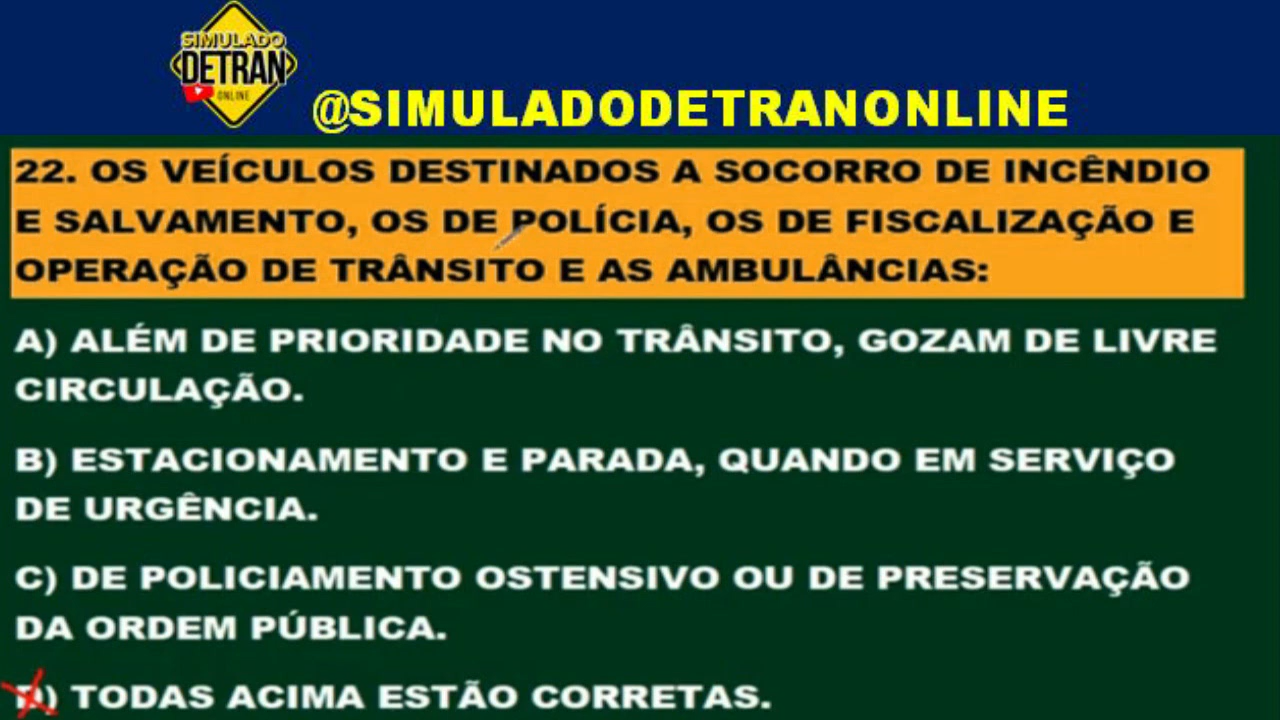 SIMULADO
DETRAN
ONLINE
@SIMULADODETRANONLINE
22. OS VEÍCULOS DESTINADOS A SOCORRO DE INCÊNDIO
E SALVAMENTO, OS DE POLÍCIA, OS DE FISCALIZAÇÃO E
OPERAÇÃO DE TRÂNSITO E AS AMBULÂNCIAS:
A) ALÉM DE PRIORIDADE NO TRÂNSITO, GOZAM DE LIVRE
CIRCULAÇÃO.
B) ESTACIONAMENTO E PARADA, QUANDO EM SERVIÇO
DE URGÊNCIA.
C) DE POLICIAMENTO OSTENSIVO OU DE PRESERVAÇÃO
DA ORDEM PÚBLICA.
D) TODAS ACIMA ESTÃO CORRETAS.